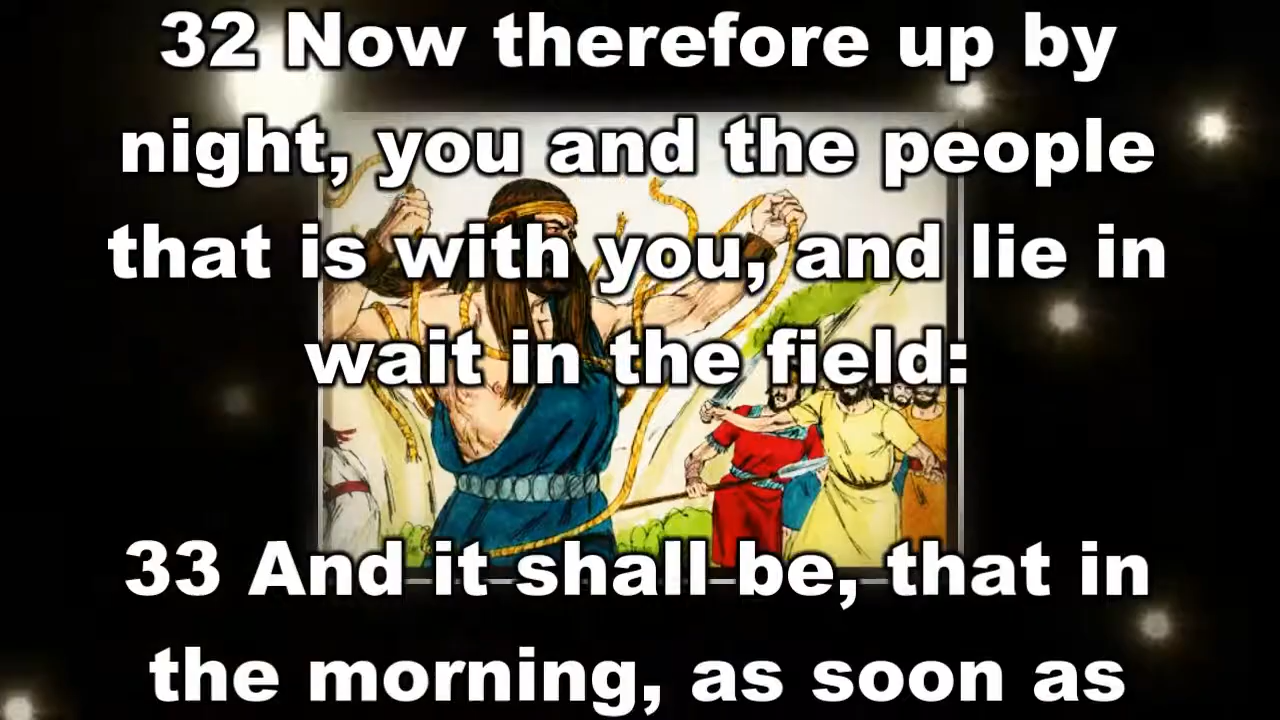 32 Now therefore up by
night, you and the people
that is with you, and lie in
wait in the field:
33 And it shall be, that in
the morning, as soon as